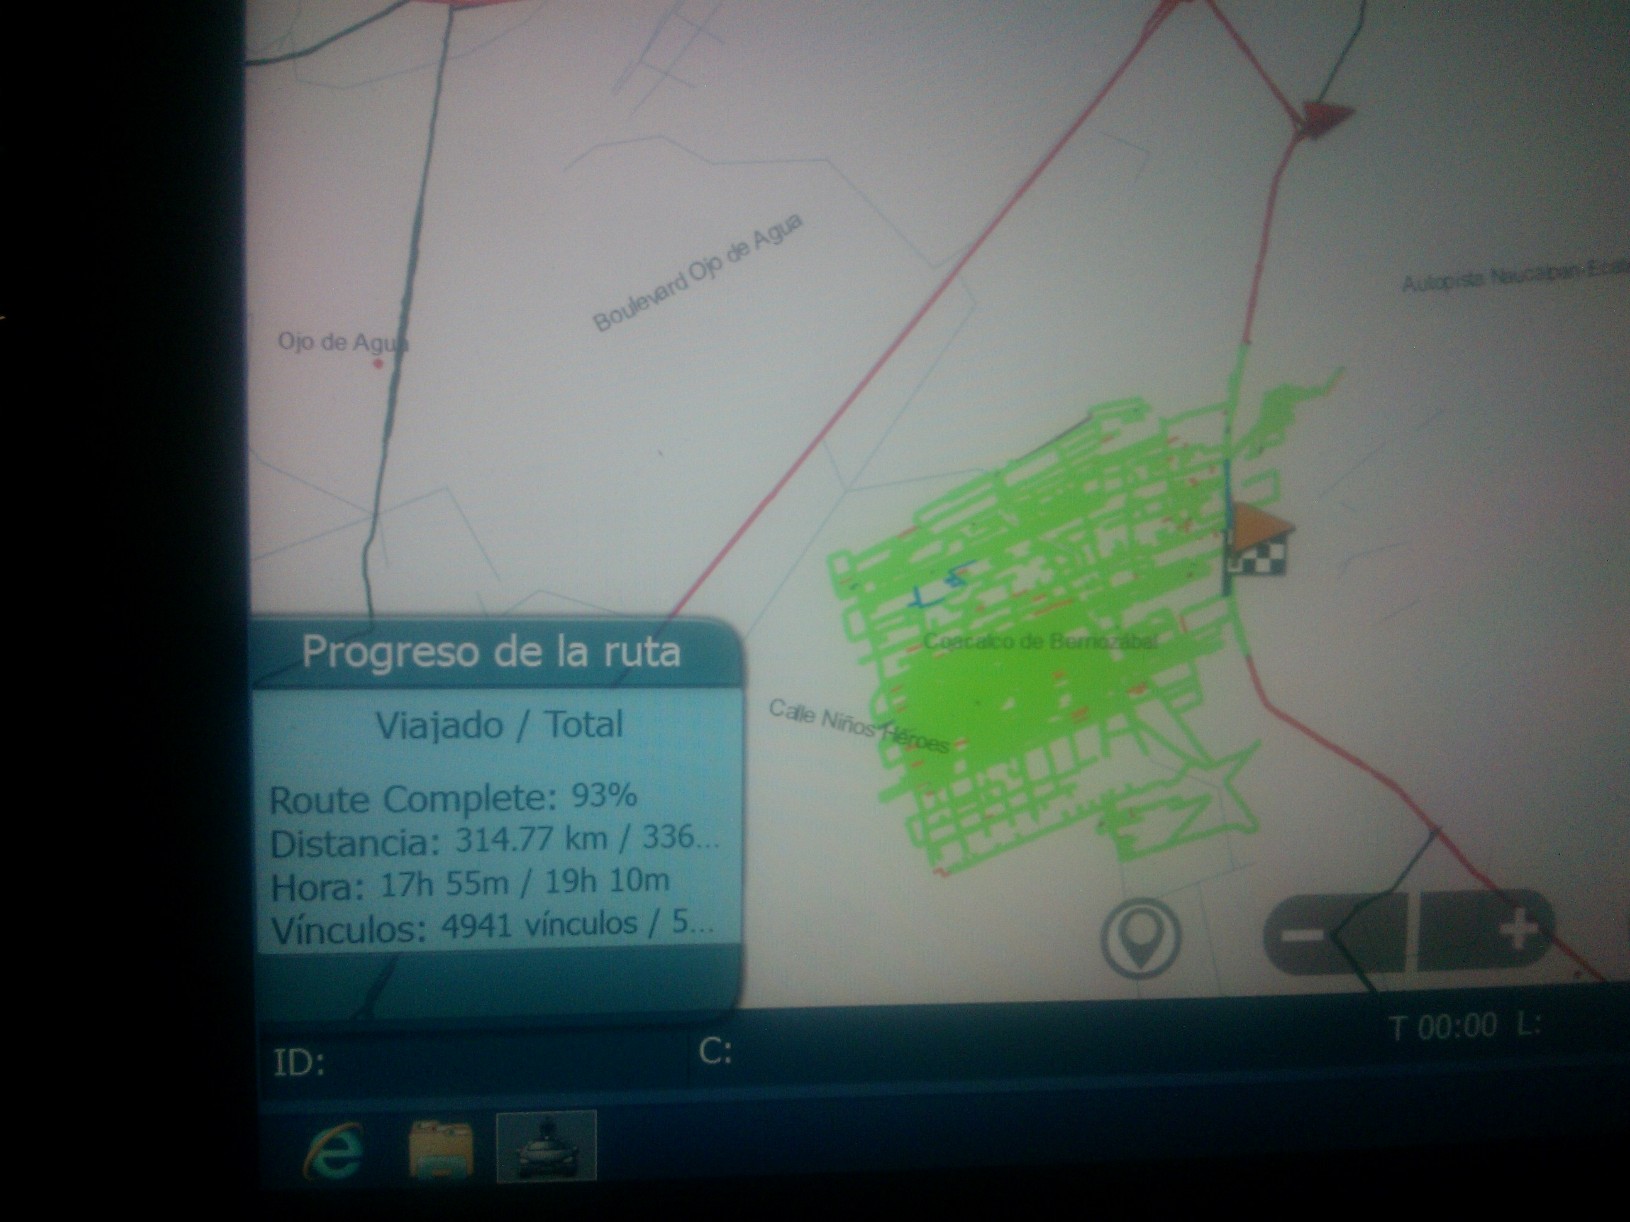 Boulevard Ojo de Agua
Autopista Naucalpan-Ecate
Ojo de Agua
Coacalco de Berriozábal
Calle Niños Héroes
Progreso de la ruta
Viajado / Total
Route Complete: 93%
Distancia: 314.77 km / 336...
Hora: 17h 55m / 19h 10m
Vínculos: 4941 vínculos / 5...
T 00:00 L:
ID:
C: